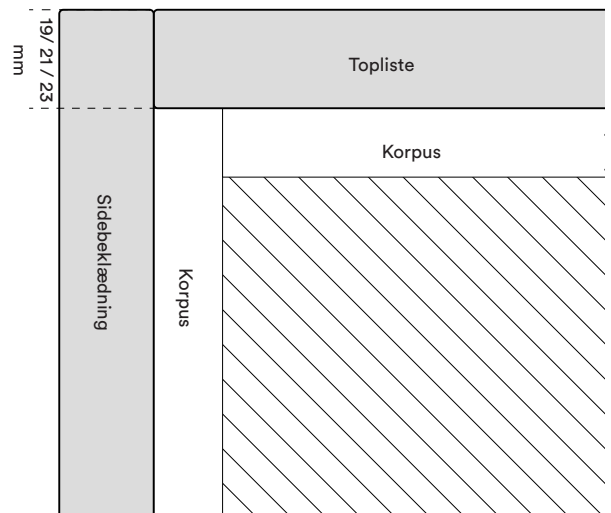 19/ 21 / 23
mm
Topliste
Korpus
Sidebeklædning
Korpus